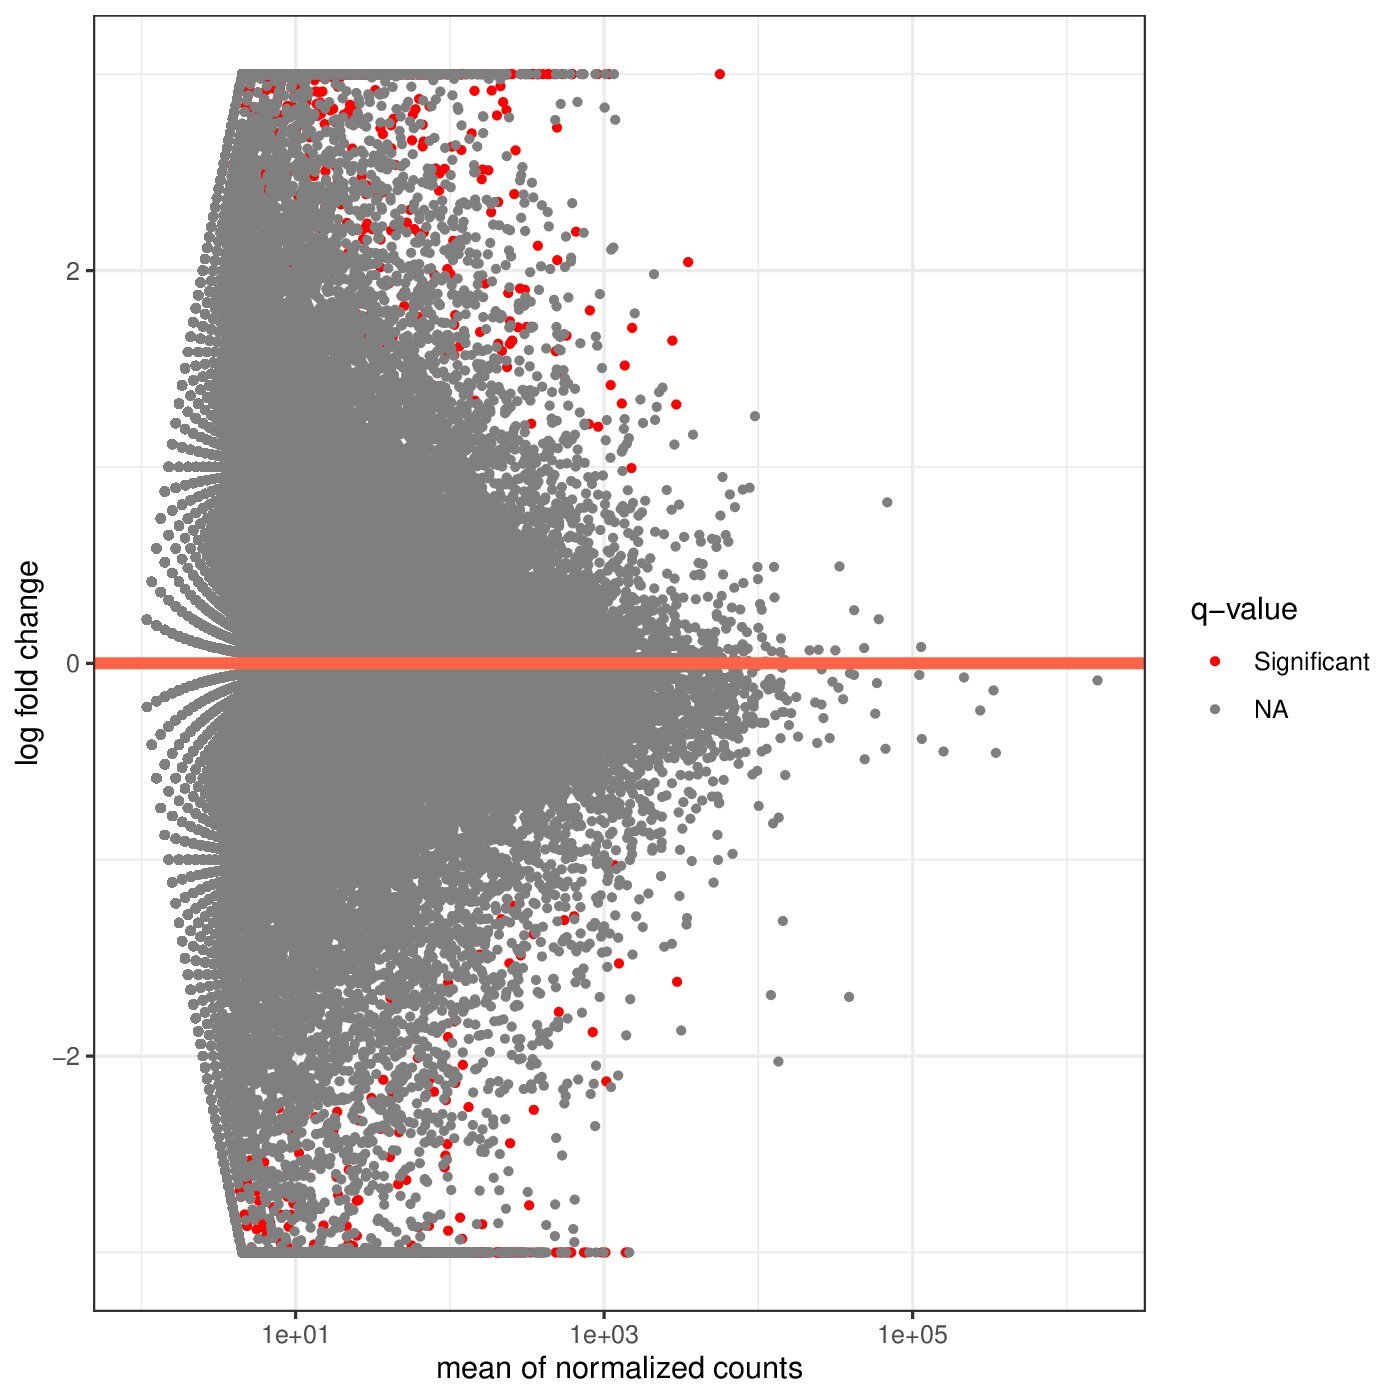 log fold change
2
0
−2
1e+01
1e+03
1e+05
mean of normalized counts
q−value
Significant
NA